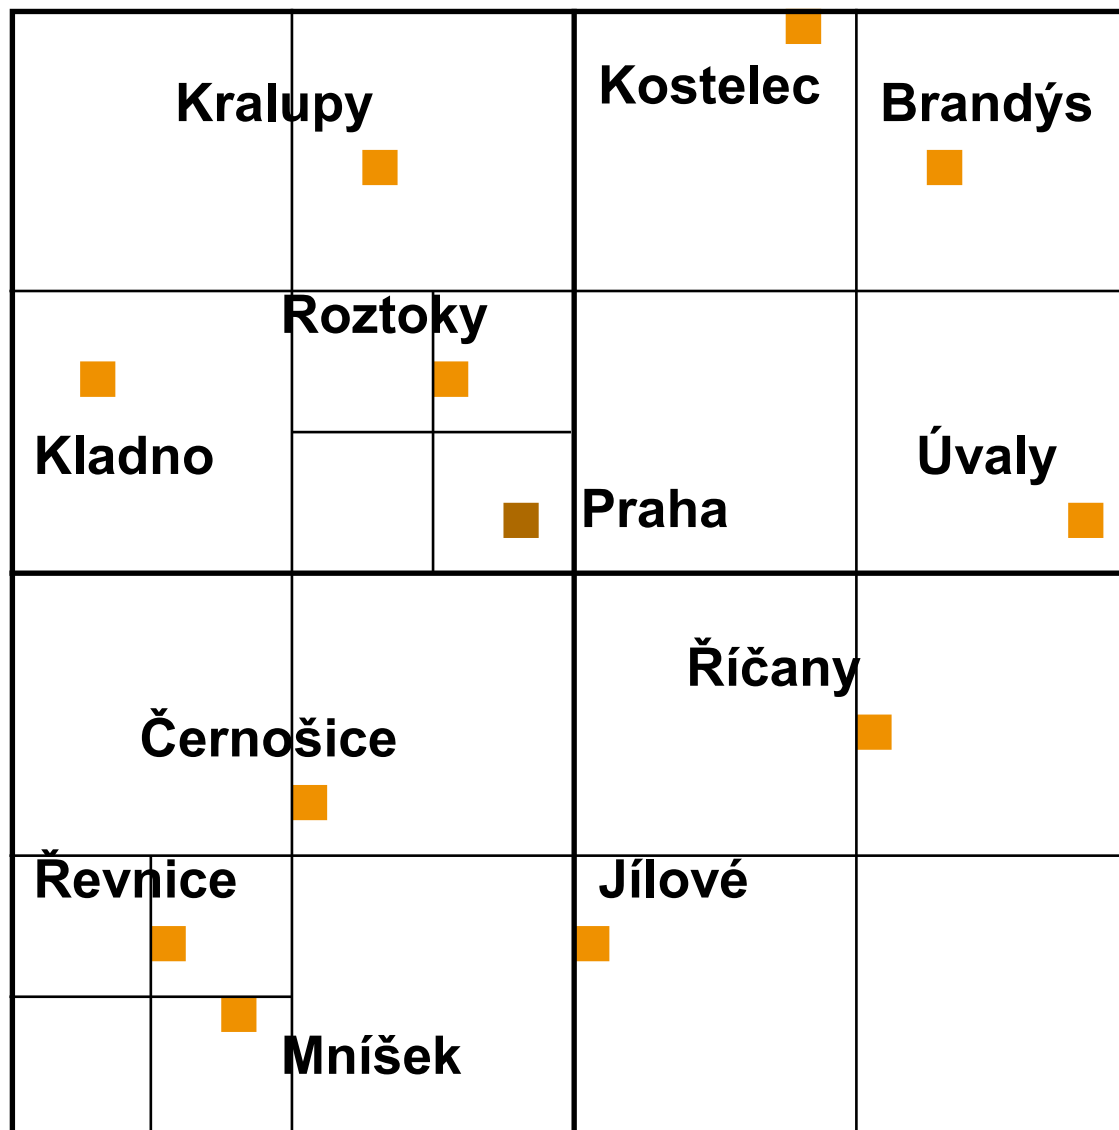 Kralupy
Kostelec
Brandýs
Roztoky
Kladno
Úvaly
Praha
Říčany
Černošice
Řevnice
Jílové
Mníšek